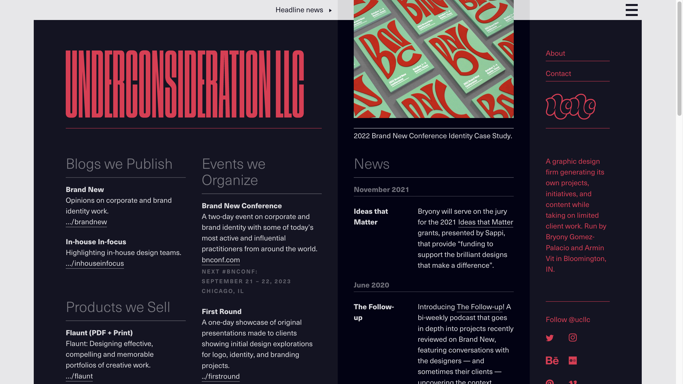 Headline news ▸
UNDERCONSIDERATION LLC
Blogs we Publish
Brand New
Opinions on corporate and brand
identity work.
.../brandnew
In-house In-focus
Highlighting in-house design teams.
.../inhouseinfocus
Products we Sell
Flaunt (PDF + Print)
Flaunt: Designing effective,
compelling and memorable
portfolios of creative work.
.../flaunt
Events we
Organize
Brand New Conference
A two-day event on corporate and
brand identity with some of today's
most active and influential
practitioners from around the world.
bnconf.com
NEXT #BNCONF:
SEPTEMBER 21 – 22, 2023
CHICAGO, IL
First Round
A one-day showcase of original
presentations made to clients
showing initial design explorations
for logo, identity, and branding
projects.
../firstround
2022 Brand New Conference Identity Case Study.
News
November 2021
Ideas that
Matter
Bryony will serve on the jury
for the 2021 Ideas that Matter
grants, presented by Sappi,
that provide “funding to
support the brilliant designs
that make a difference”.
June 2020
The Follow-
up
Introducing The Follow-up! A
bi-weekly podcast that goes
in depth into projects recently
reviewed on Brand New,
featuring conversations with
the designers — and
sometimes their clients —
uncovering the context,
About
Contact
A graphic design
firm generating its
own projects,
initiatives, and
content while
taking on limited
client work. Run by
Bryony Gomez-
Palacio and Armin
Vit in Bloomington,
IN.
Follow @ucllc
Bē